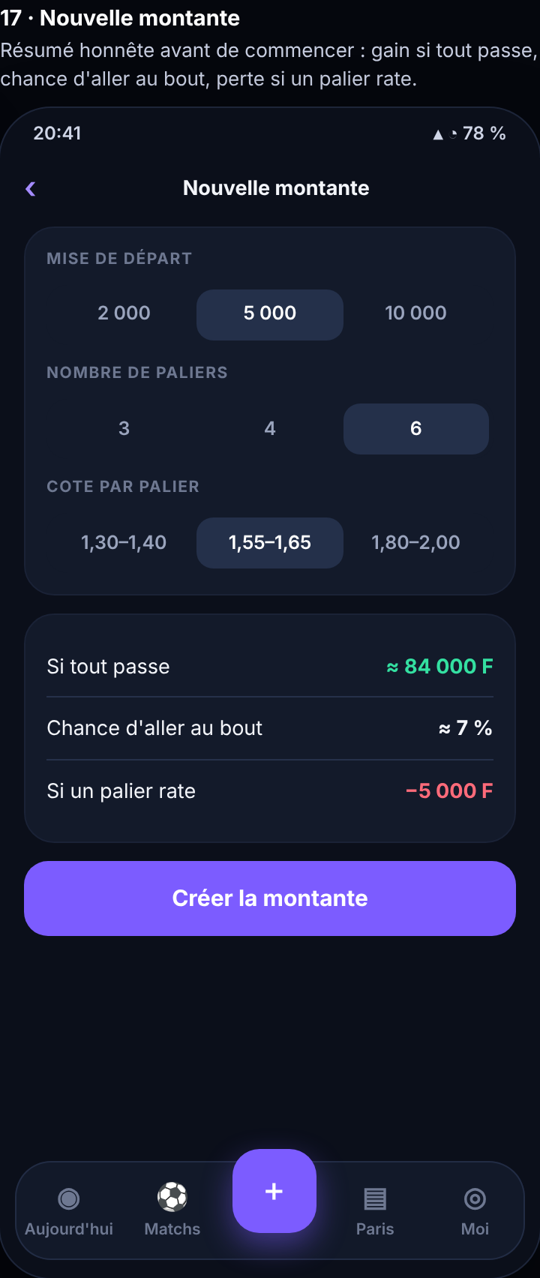 17 · Nouvelle montante
Résumé honnête avant de commencer : gain si tout passe,
chance d'aller au bout, perte si un palier rate.
20:41
78 %
Nouvelle montante
MISE DE DÉPART
2 000
5 000
10 000
NOMBRE DE PALIERS
3
4
6
COTE PAR PALIER
1,30–1,40
1,55–1,65
1,80–2,00
Si tout passe
≈ 84 000 F
Chance d'aller au bout
≈ 7 %
Si un palier rate
−5 000 F
Créer la montante
+
Aujourd'hui
Matchs
Paris
Moi